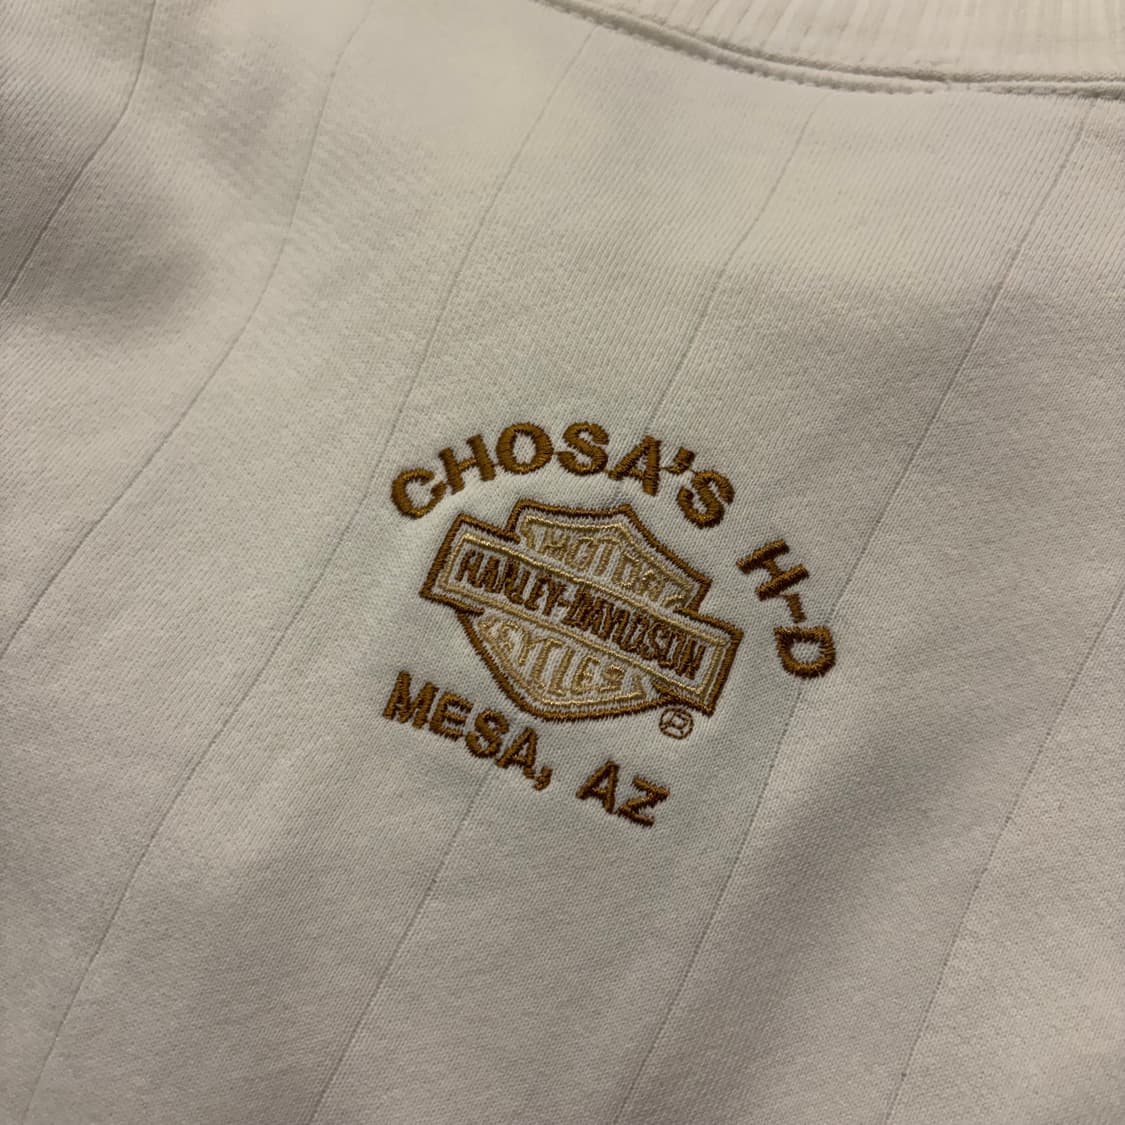 CHOSA'S H-D
MOTOR
HARLEY-DAVIDSON
CYCLES
®
MESA, AZ